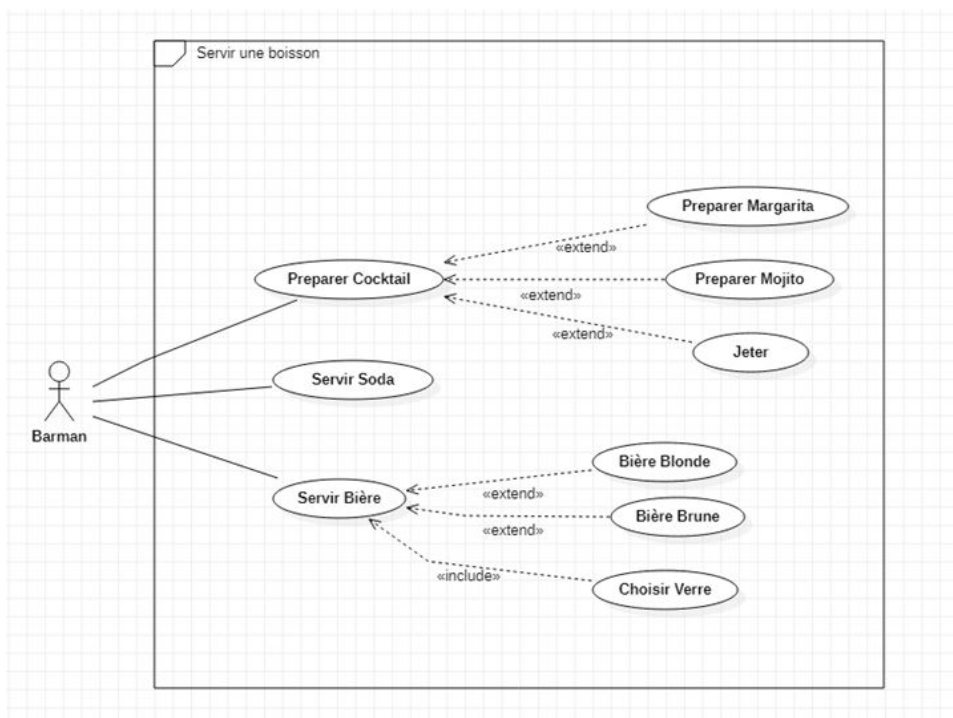 Servir une boisson
Preparer Margarita
«extend»
Preparer Cocktail
Preparer Mojito
«extend»
«extend»
Jeter
Servir Soda
Barman
Bière Blonde
«extend»
Servir Bière
Bière Brune
«extend»
«include»
Choisir Verre